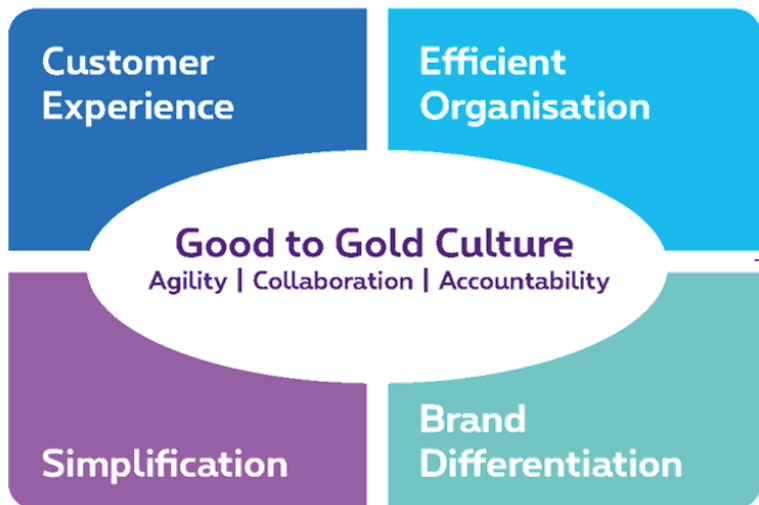 Customer
Experience
Efficient
Organisation
Good to Gold Culture
Agility | Collaboration | Accountability
Simplification
Brand
Differentiation